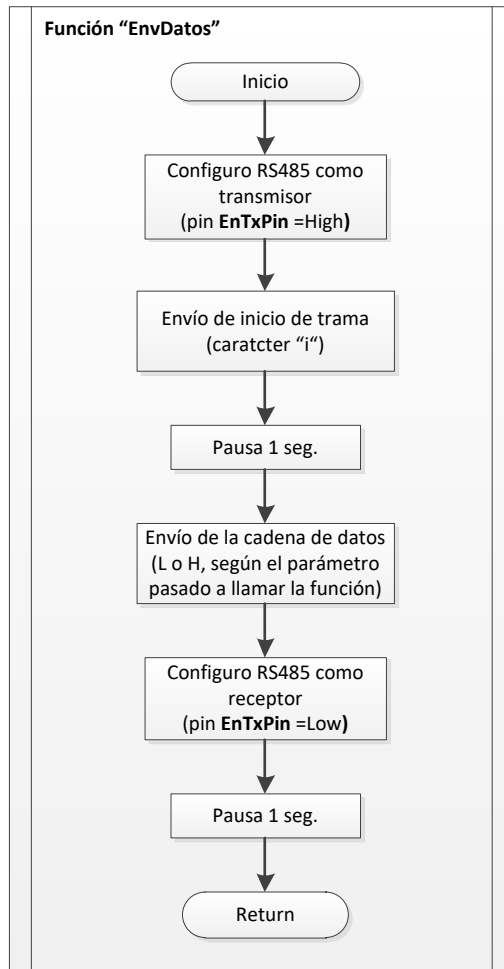 Función “EnvDatos”
Inicio
Configuro RS485 como
transmisor
(pin EnTxPin =High)
Envío de inicio de trama
(caratcter “i“)
Pausa 1 seg.
Envío de la cadena de datos
(L o H, según el parámetro
pasado a llamar la función)
Configuro RS485 como
receptor
(pin EnTxPin =Low)
Pausa 1 seg.
Return